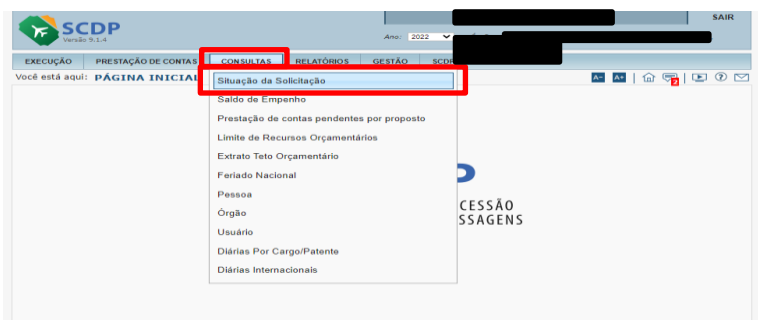 SCDP
Versão 9.1.4
SAIR
Ano: 2022
EXECUÇÃO PRESTAÇÃO DE CONTAS CONSULTAS RELATÓRIOS GESTÃO SCDP
Você está aqui: PÁGINA INICIAL
A- A+ 2
Situação da Solicitação
Saldo de Empenho
Prestação de contas pendentes por proposto
Limite de Recursos Orçamentários
Extrato Teto Orçamentário
Feriado Nacional
Pessoa
Órgão
Usuário
Diárias Por Cargo/Patente
Diárias Internacionais
P
CESSÃO
SSAGENS